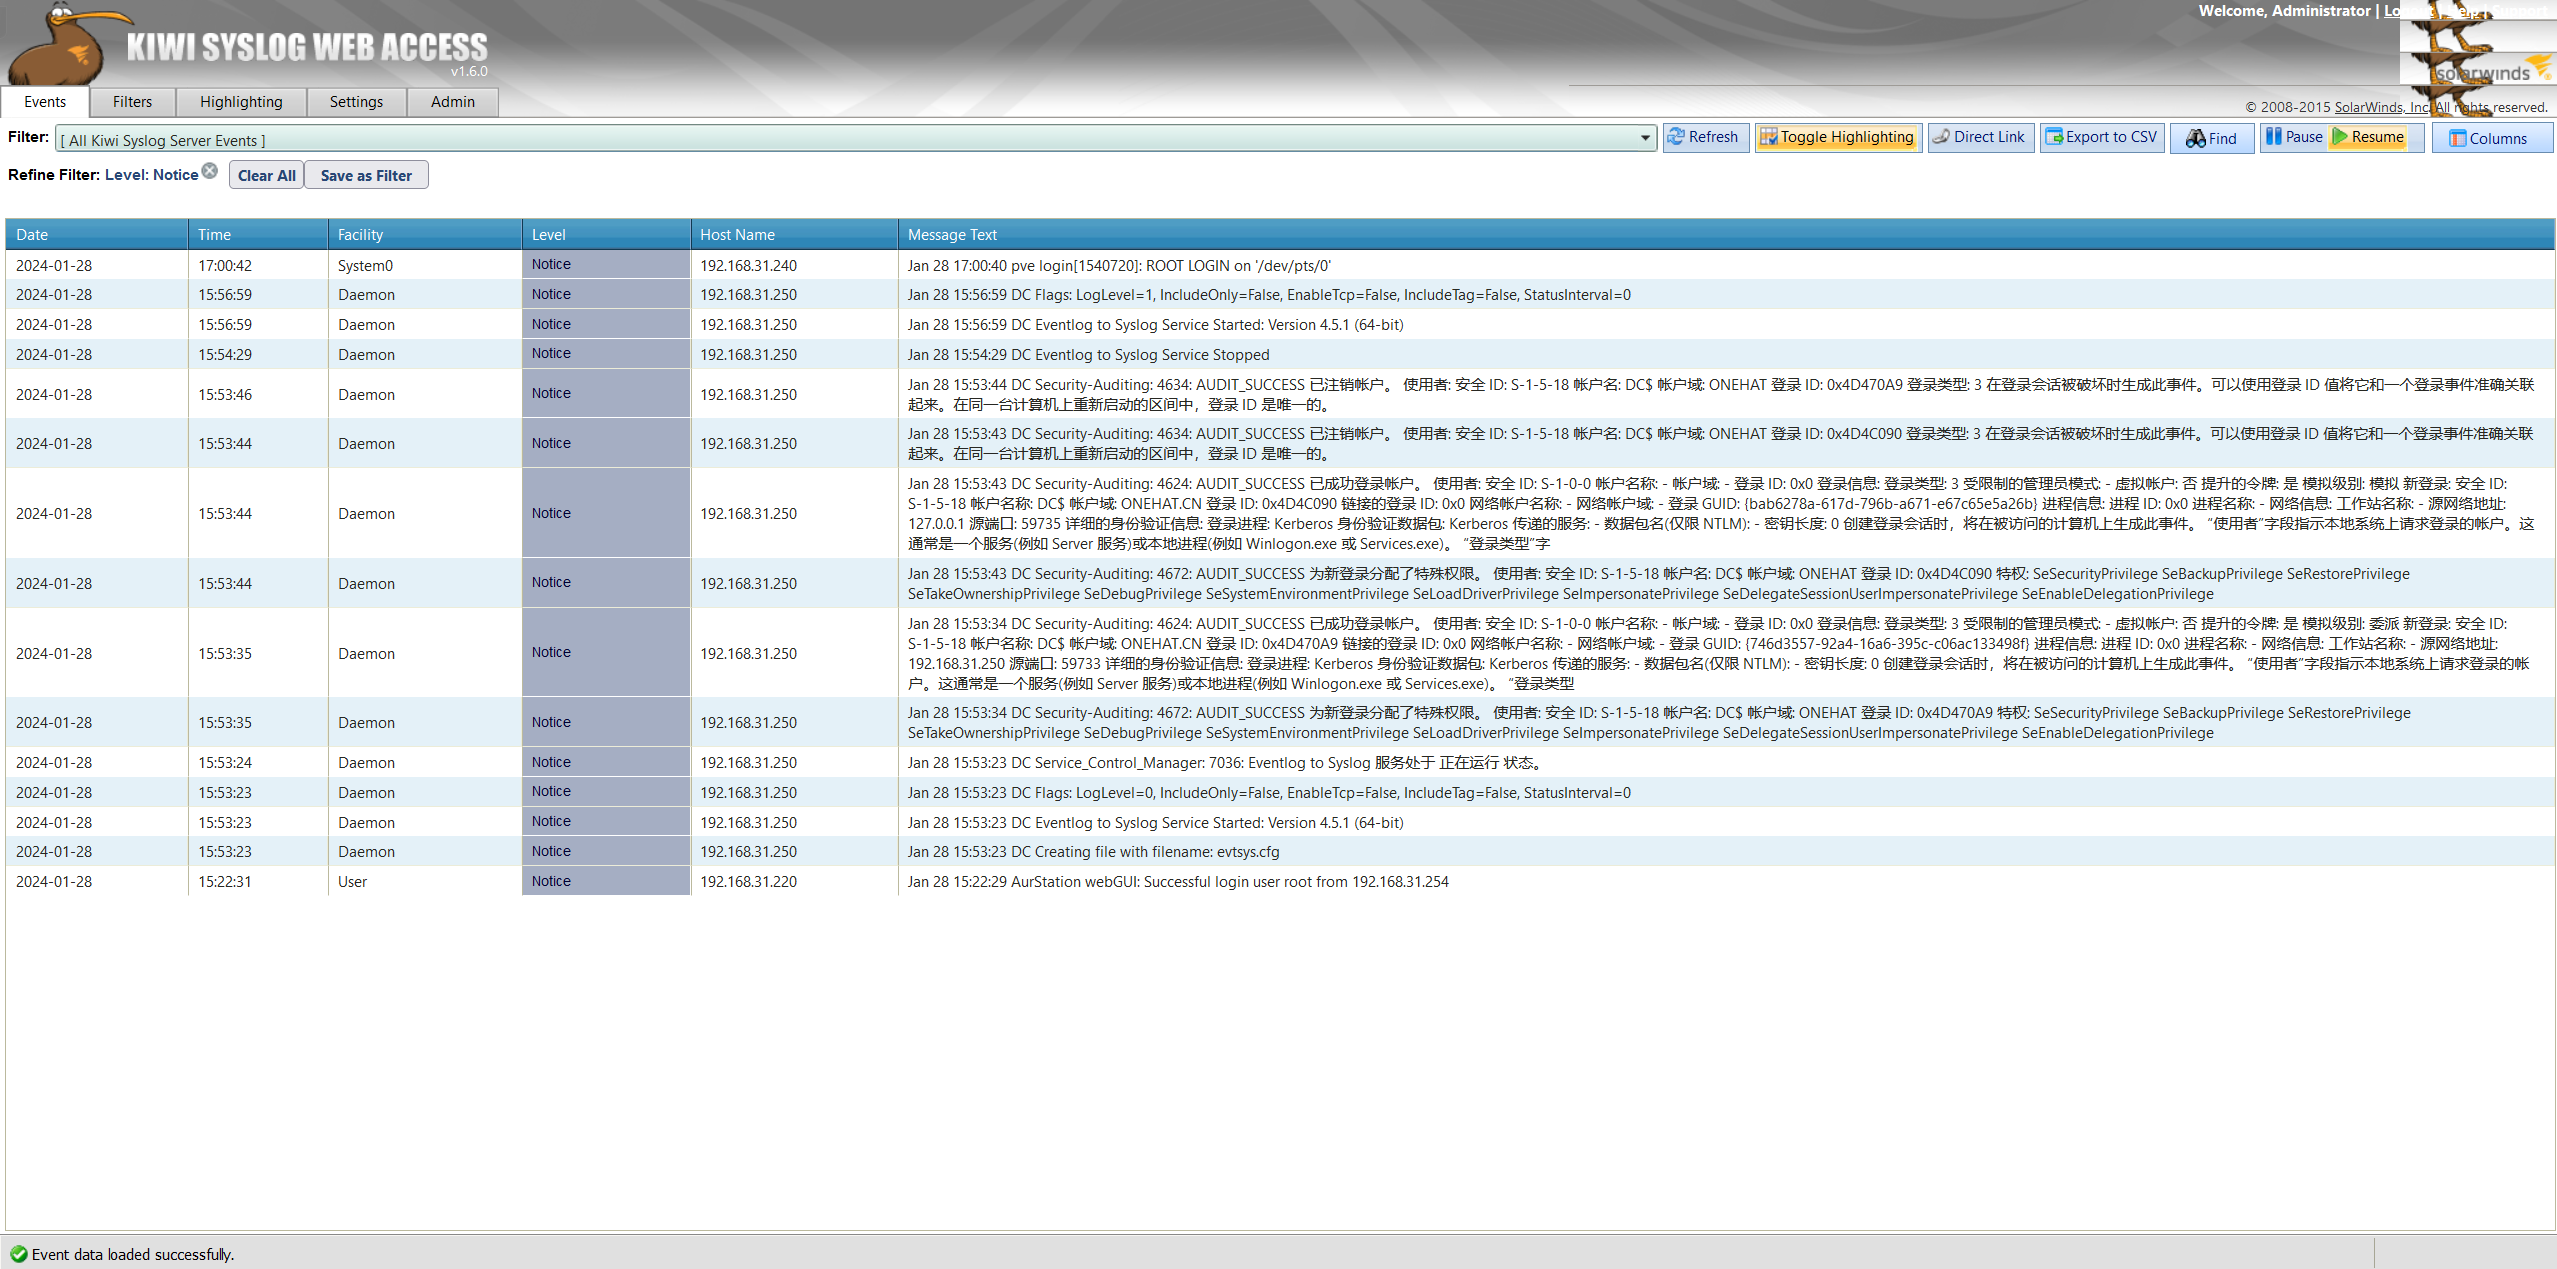 Welcome, Administrator | Logout | Help | Support
KIWI SYSLOG WEB ACCESS
v1.6.0
solarwinds
Events Filters Highlighting Settings Admin
© 2008-2015 SolarWinds, Inc. All rights reserved.
Filter: [ All Kiwi Syslog Server Events ] Refresh Toggle Highlighting Direct Link Export to CSV Find Pause Resume Columns
Refine Filter: Level: Notice Clear All Save as Filter
Date Time Facility Level Host Name Message Text
2024-01-28 17:00:42 System0 Notice 192.168.31.240 Jan 28 17:00:40 pve login[1540720]: ROOT LOGIN on '/dev/pts/0'
2024-01-28 15:56:59 Daemon Notice 192.168.31.250 Jan 28 15:56:59 DC Flags: LogLevel=1, IncludeOnly=False, EnableTcp=False, IncludeTag=False, StatusInterval=0
2024-01-28 15:56:59 Daemon Notice 192.168.31.250 Jan 28 15:56:59 DC Eventlog to Syslog Service Started: Version 4.5.1 (64-bit)
2024-01-28 15:54:29 Daemon Notice 192.168.31.250 Jan 28 15:54:29 DC Eventlog to Syslog Service Stopped
2024-01-28 15:53:46 Daemon Notice 192.168.31.250 Jan 28 15:53:44 DC Security-Auditing: 4634: AUDIT_SUCCESS 已注销帐户。 使用者: 安全 ID: S-1-5-18 帐户名: DC$ 帐户域: ONEHAT 登录 ID: 0x4D470A9 登录类型: 3 在登录会话被破坏时生成此事件。可以使用登录 ID 值将它和一个登录事件准确关联
起来。在同一台计算机上重新启动的区间中，登录 ID 是唯一的。
2024-01-28 15:53:44 Daemon Notice 192.168.31.250 Jan 28 15:53:43 DC Security-Auditing: 4634: AUDIT_SUCCESS 已注销帐户。 使用者: 安全 ID: S-1-5-18 帐户名: DC$ 帐户域: ONEHAT 登录 ID: 0x4D4C090 登录类型: 3 在登录会话被破坏时生成此事件。可以使用登录 ID 值将它和一个登录事件准确关联
起来。在同一台计算机上重新启动的区间中，登录 ID 是唯一的。
2024-01-28 15:53:44 Daemon Notice 192.168.31.250 Jan 28 15:53:43 DC Security-Auditing: 4624: AUDIT_SUCCESS 已成功登录帐户。 使用者: 安全 ID: S-1-0-0 帐户名称: - 帐户域: - 登录 ID: 0x0 登录信息: 登录类型: 3 受限制的管理员模式: - 虚拟帐户: 否 提升的令牌: 是 模拟级别: 模拟 新登录: 安全 ID:
S-1-5-18 帐户名称: DC$ 帐户域: ONEHAT.CN 登录 ID: 0x4D4C090 链接的登录 ID: 0x0 网络帐户名称: - 网络帐户域: - 登录 GUID: {bab6278a-617d-796b-a671-e67c65e5a26b} 进程信息: 进程 ID: 0x0 进程名称: - 网络信息: 工作站名称: - 源网络地址:
127.0.0.1 源端口: 59735 详细的身份验证信息: 登录进程: Kerberos 身份验证数据包: Kerberos 传递的服务: - 数据包名(仅限 NTLM): - 密钥长度: 0 创建登录会话时，将在被访问的计算机上生成此事件。 “使用者”字段指示本地系统上请求登录的帐户。这
通常是一个服务(例如 Server 服务)或本地进程(例如 Winlogon.exe 或 Services.exe)。 “登录类型”字
2024-01-28 15:53:44 Daemon Notice 192.168.31.250 Jan 28 15:53:43 DC Security-Auditing: 4672: AUDIT_SUCCESS 为新登录分配了特殊权限。 使用者: 安全 ID: S-1-5-18 帐户名: DC$ 帐户域: ONEHAT 登录 ID: 0x4D4C090 特权: SeSecurityPrivilege SeBackupPrivilege SeRestorePrivilege
SeTakeOwnershipPrivilege SeDebugPrivilege SeSystemEnvironmentPrivilege SeLoadDriverPrivilege SeImpersonatePrivilege SeDelegateSessionUserImpersonatePrivilege SeEnableDelegationPrivilege
2024-01-28 15:53:35 Daemon Notice 192.168.31.250 Jan 28 15:53:34 DC Security-Auditing: 4624: AUDIT_SUCCESS 已成功登录帐户。 使用者: 安全 ID: S-1-0-0 帐户名称: - 帐户域: - 登录 ID: 0x0 登录信息: 登录类型: 3 受限制的管理员模式: - 虚拟帐户: 否 提升的令牌: 是 模拟级别: 委派 新登录: 安全 ID:
S-1-5-18 帐户名称: DC$ 帐户域: ONEHAT.CN 登录 ID: 0x4D470A9 链接的登录 ID: 0x0 网络帐户名称: - 网络帐户域: - 登录 GUID: {746d3557-92a4-16a6-395c-c06ac133498f} 进程信息: 进程 ID: 0x0 进程名称: - 网络信息: 工作站名称: - 源网络地址:
192.168.31.250 源端口: 59733 详细的身份验证信息: 登录进程: Kerberos 身份验证数据包: Kerberos 传递的服务: - 数据包名(仅限 NTLM): - 密钥长度: 0 创建登录会话时，将在被访问的计算机上生成此事件。 “使用者”字段指示本地系统上请求登录的帐
户。这通常是一个服务(例如 Server 服务)或本地进程(例如 Winlogon.exe 或 Services.exe)。 “登录类型
2024-01-28 15:53:35 Daemon Notice 192.168.31.250 Jan 28 15:53:34 DC Security-Auditing: 4672: AUDIT_SUCCESS 为新登录分配了特殊权限。 使用者: 安全 ID: S-1-5-18 帐户名: DC$ 帐户域: ONEHAT 登录 ID: 0x4D470A9 特权: SeSecurityPrivilege SeBackupPrivilege SeRestorePrivilege
SeTakeOwnershipPrivilege SeDebugPrivilege SeSystemEnvironmentPrivilege SeLoadDriverPrivilege SeImpersonatePrivilege SeDelegateSessionUserImpersonatePrivilege SeEnableDelegationPrivilege
2024-01-28 15:53:24 Daemon Notice 192.168.31.250 Jan 28 15:53:23 DC Service_Control_Manager: 7036: Eventlog to Syslog 服务处于 正在运行 状态。
2024-01-28 15:53:23 Daemon Notice 192.168.31.250 Jan 28 15:53:23 DC Flags: LogLevel=0, IncludeOnly=False, EnableTcp=False, IncludeTag=False, StatusInterval=0
2024-01-28 15:53:23 Daemon Notice 192.168.31.250 Jan 28 15:53:23 DC Eventlog to Syslog Service Started: Version 4.5.1 (64-bit)
2024-01-28 15:53:23 Daemon Notice 192.168.31.250 Jan 28 15:53:23 DC Creating file with filename: evtsys.cfg
2024-01-28 15:22:31 User Notice 192.168.31.220 Jan 28 15:22:29 AurStation webGUI: Successful login user root from 192.168.31.254
Event data loaded successfully.